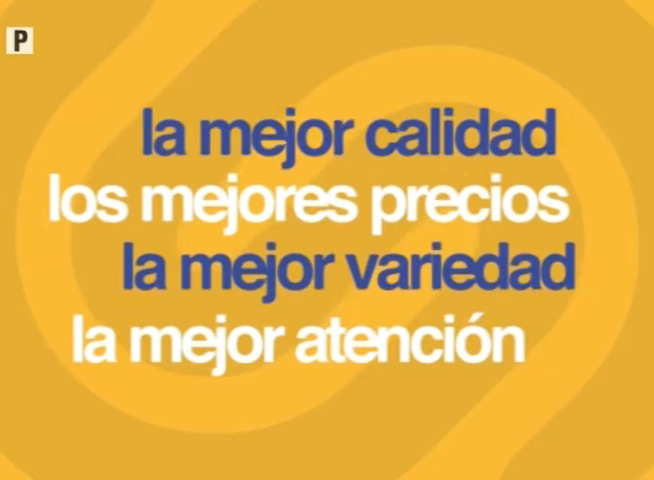 P
la mejor calidad
los mejores precios
la mejor variedad
la mejor atención